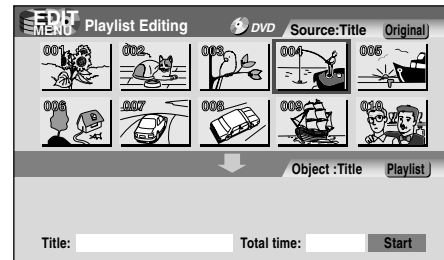 EDIT
MENU Playlist Editing DVD Source:Title Original
001 002 003 004 005
006 007 008 009 010
Object :Title Playlist
Title: Total time: Start